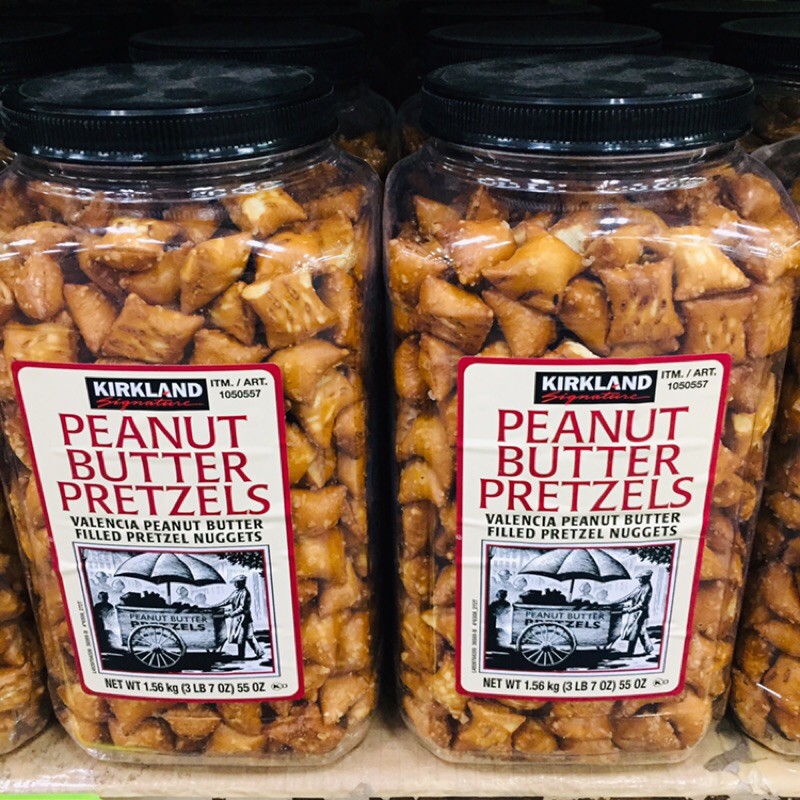 KIRKLAND
Signature
ITM. / ART.
1050557
PEANUT
BUTTER
PRETZELS
VALENCIA PEANUT BUTTER
FILLED PRETZEL NUGGETS
PEANUT BUTTER
PRETZELS
NET WT 1.56 kg (3 LB 7 OZ) 55 OZ
KIRKLAND
Signature
ITM. / ART.
1050557
PEANUT
BUTTER
PRETZELS
VALENCIA PEANUT BUTTER
FILLED PRETZEL NUGGETS
PEANUT BUTTER
PRETZELS
NET WT 1.56 kg (3 LB 7 OZ) 55 OZ